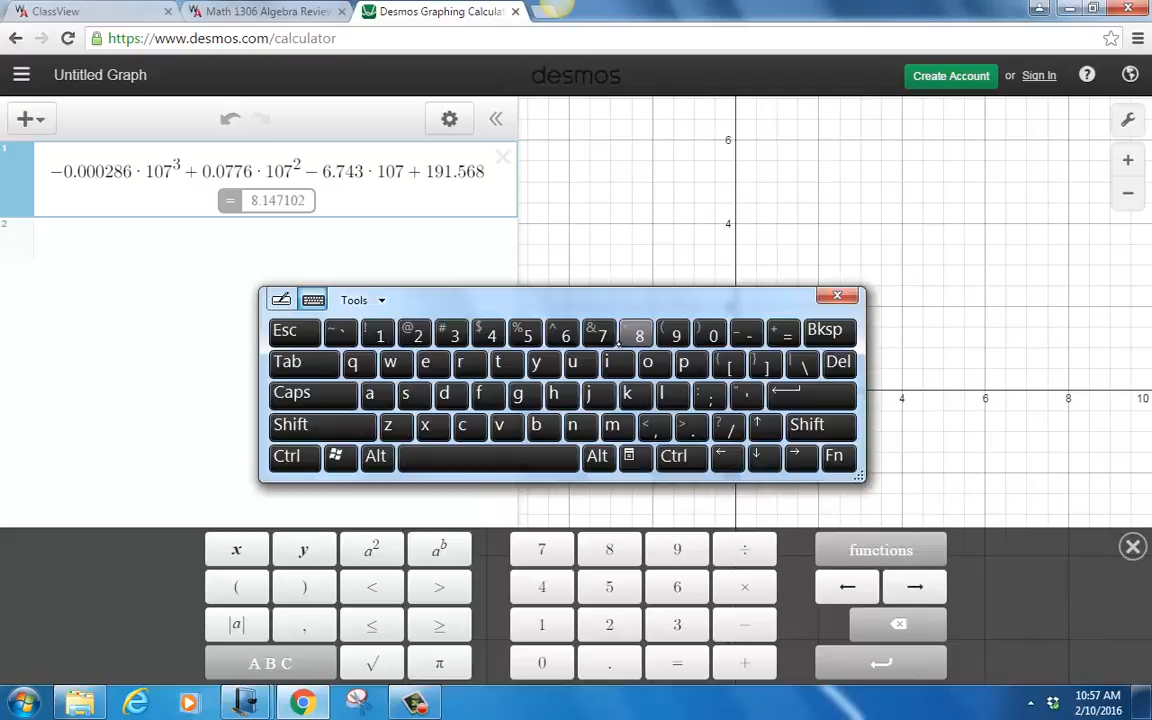 ClassView
Math 1306 Algebra Review
Desmos Graphing Calculat
https://www.desmos.com/calculator
Untitled Graph
desmos
Create Account or Sign In
1
−0.000286 · 107³ + 0.0776 · 107² − 6.743 · 107 + 191.568
= 8.147102
2
6
4
4 6 8 10
Tools
Esc ~ ` ! 1 @ 2 # 3 $ 4 % 5 ^ 6 & 7 * 8 ( 9 ) 0 _ - + = Bksp
Tab q w e r t y u i o p { [ } ] | \ Del
Caps a s d f g h j k l : ; " '
Shift z x c v b n m < , > . ? / ↑ Shift
Ctrl Alt Alt Ctrl ← ↓ → Fn
x y a² aᵇ 7 8 9 ÷ functions
( ) < > 4 5 6 × ← →
|a| , ≤ ≥ 1 2 3 −
A B C √ π 0 . = +
10:57 AM
2/10/2016